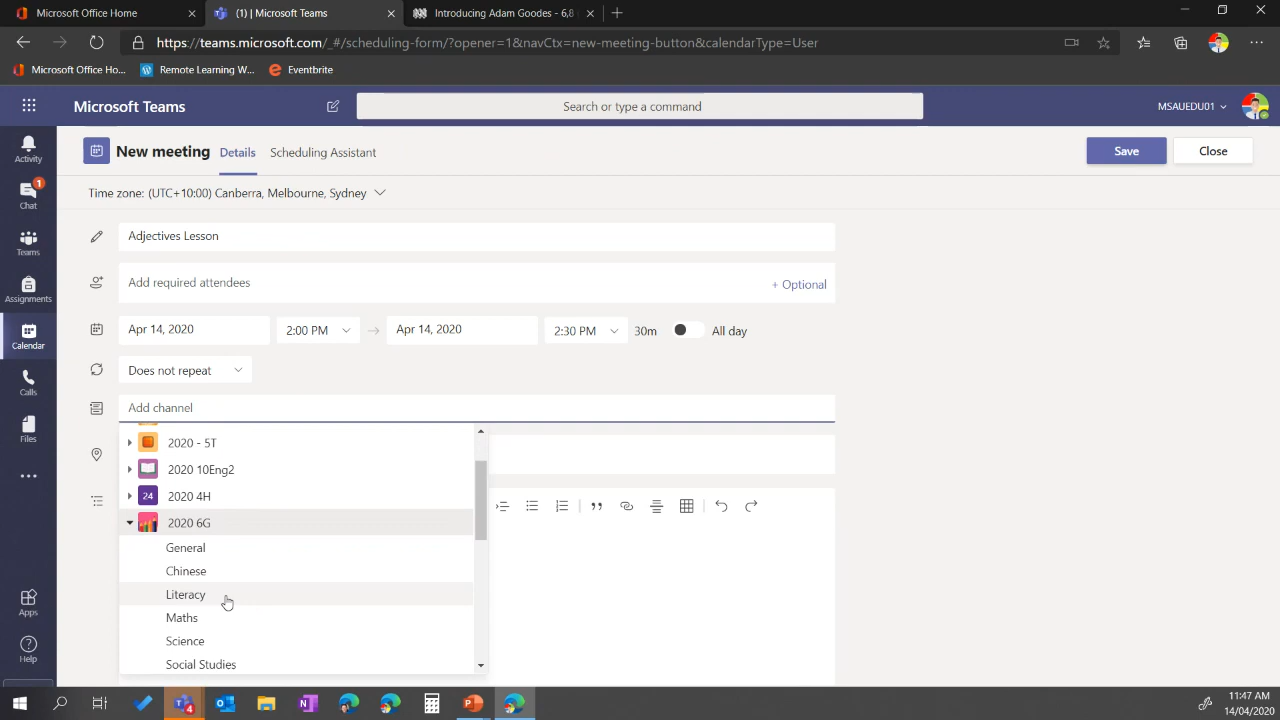 Microsoft Office Home
(1) | Microsoft Teams
Introducing Adam Goodes - 6,8
https://teams.microsoft.com/_#/scheduling-form/?opener=1&navCtx=new-meeting-button&calendarType=User
Microsoft Office Ho...
Remote Learning W...
Eventbrite
Microsoft Teams
Search or type a command
MSAUEDU01
Activity
New meeting
Details
Scheduling Assistant
Save
Close
Time zone: (UTC+10:00) Canberra, Melbourne, Sydney
1
Chat
Adjectives Lesson
Teams
Add required attendees
+ Optional
Assignments
Apr 14, 2020
2:00 PM
Apr 14, 2020
2:30 PM
30m
All day
Calendar
Does not repeat
Calls
Add channel
Files
2020 - 5T
2020 10Eng2
24
2020 4H
2020 6G
General
Chinese
Literacy
Maths
Science
Social Studies
Apps
Help
4
11:47 AM
14/04/2020